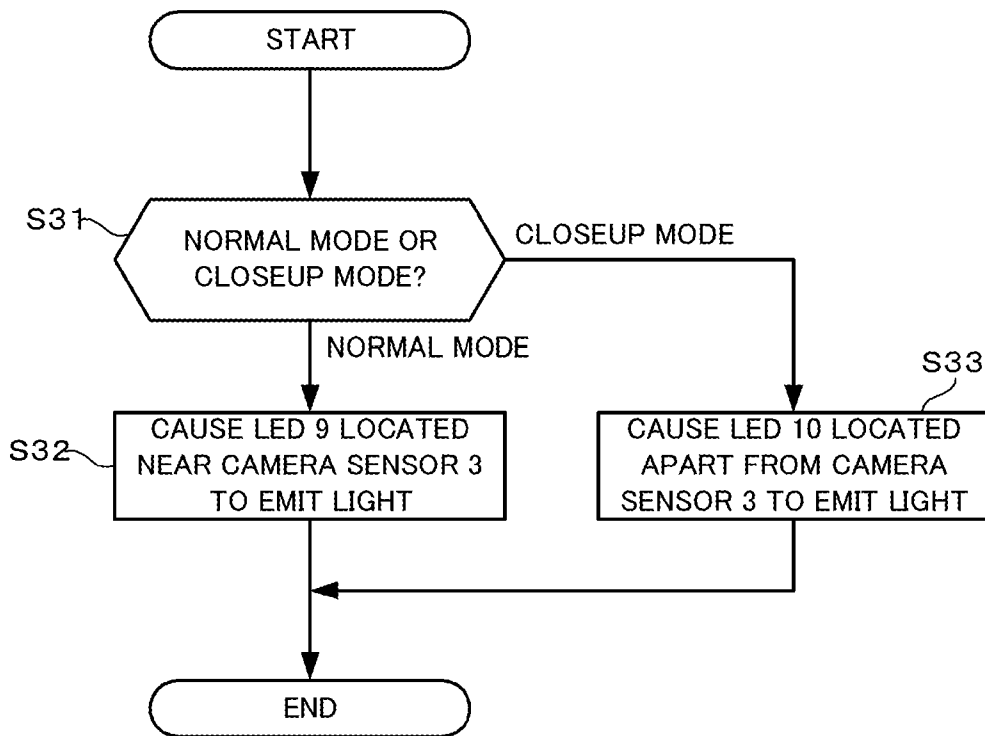 START
S31
NORMAL MODE OR
CLOSEUP MODE?
CLOSEUP MODE
NORMAL MODE
S32
CAUSE LED 9 LOCATED
NEAR CAMERA SENSOR 3
TO EMIT LIGHT
S33
CAUSE LED 10 LOCATED
APART FROM CAMERA
SENSOR 3 TO EMIT LIGHT
END